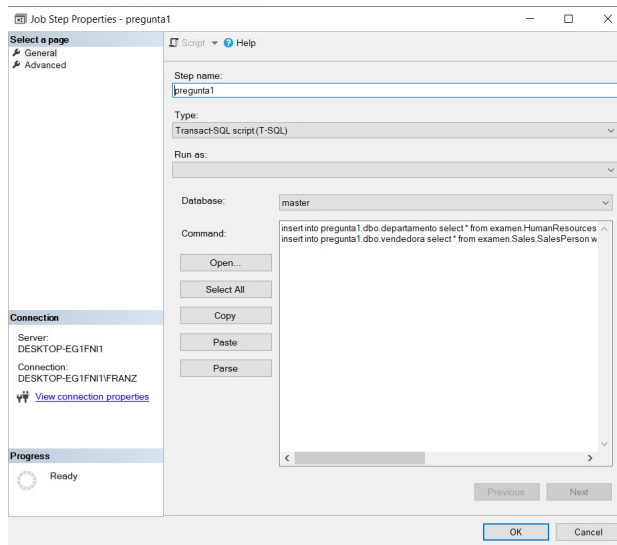 Job Step Properties - pregunta1
Select a page
General
Advanced
Script
Help
Step name:
pregunta1
Type:
Transact-SQL script (T-SQL)
Run as:
Database:
master
Command:
insert into pregunta1.dbo.departamento select * from examen.HumanResources
insert into pregunta1.dbo.vendedora select * from examen.Sales.SalesPerson w
Open...
Select All
Copy
Paste
Parse
Connection
Server:
DESKTOP-EG1FNI1
Connection:
DESKTOP-EG1FNI1\FRANZ
View connection properties
Progress
Ready
Previous
Next
OK
Cancel